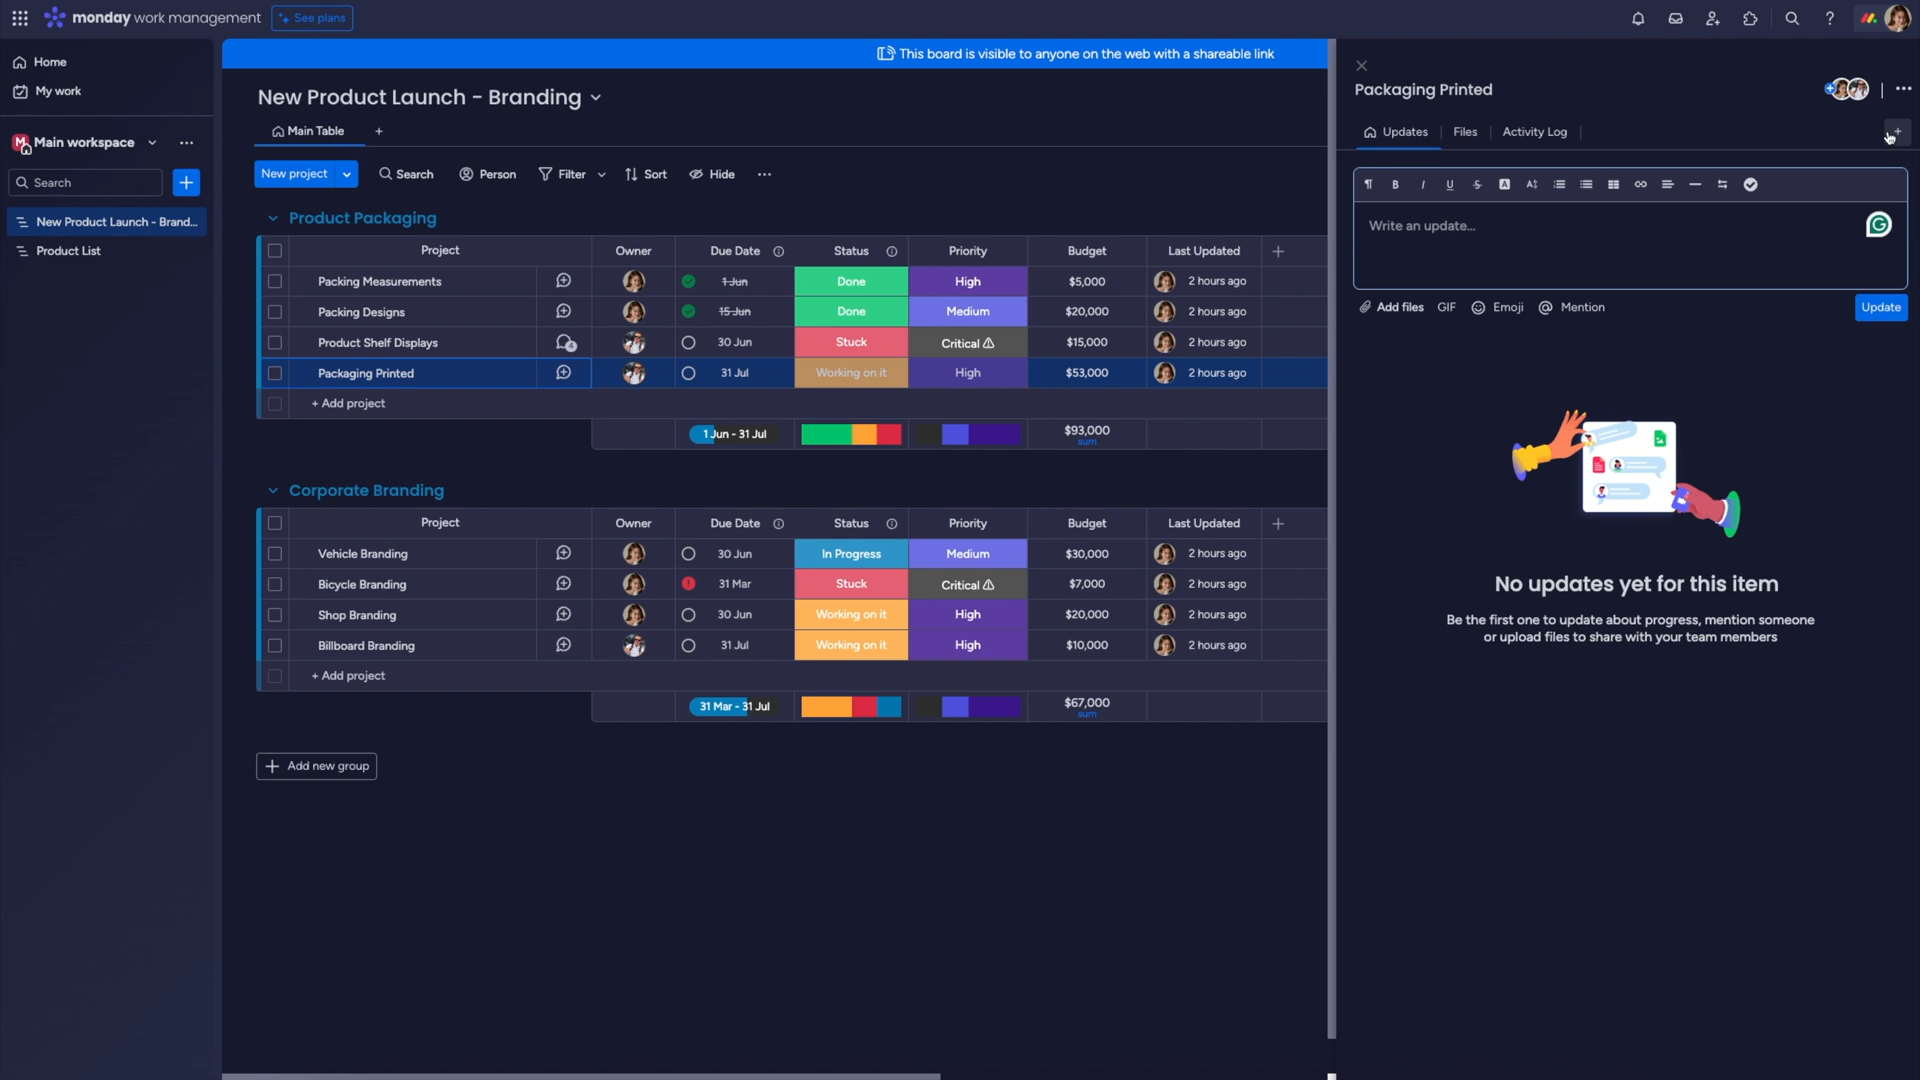 monday work management
See plans
Home
My work
M Main workspace
Search
New Product Launch - Brand...
Product List
This board is visible to anyone on the web with a shareable link
New Product Launch - Branding
Main Table
New project Search Person Filter Sort Hide
Product Packaging
Project Owner Due Date Status Priority Budget Last Updated
Packing Measurements 1 Jun Done High $5,000 2 hours ago
Packing Designs 15 Jun Done Medium $20,000 2 hours ago
Product Shelf Displays 30 Jun Stuck Critical $15,000 2 hours ago
Packaging Printed 31 Jul Working on it High $53,000 2 hours ago
+ Add project
1 Jun - 31 Jul $93,000
sum
Corporate Branding
Project Owner Due Date Status Priority Budget Last Updated
Vehicle Branding 30 Jun In Progress Medium $30,000 2 hours ago
Bicycle Branding 31 Mar Stuck Critical $7,000 2 hours ago
Shop Branding 30 Jun Working on it High $20,000 2 hours ago
Billboard Branding 31 Jul Working on it High $10,000 2 hours ago
+ Add project
31 Mar - 31 Jul $67,000
sum
+ Add new group
Packaging Printed
Updates Files Activity Log
Write an update...
Add files GIF Emoji @ Mention Update
No updates yet for this item
Be the first one to update about progress, mention someone
or upload files to share with your team members